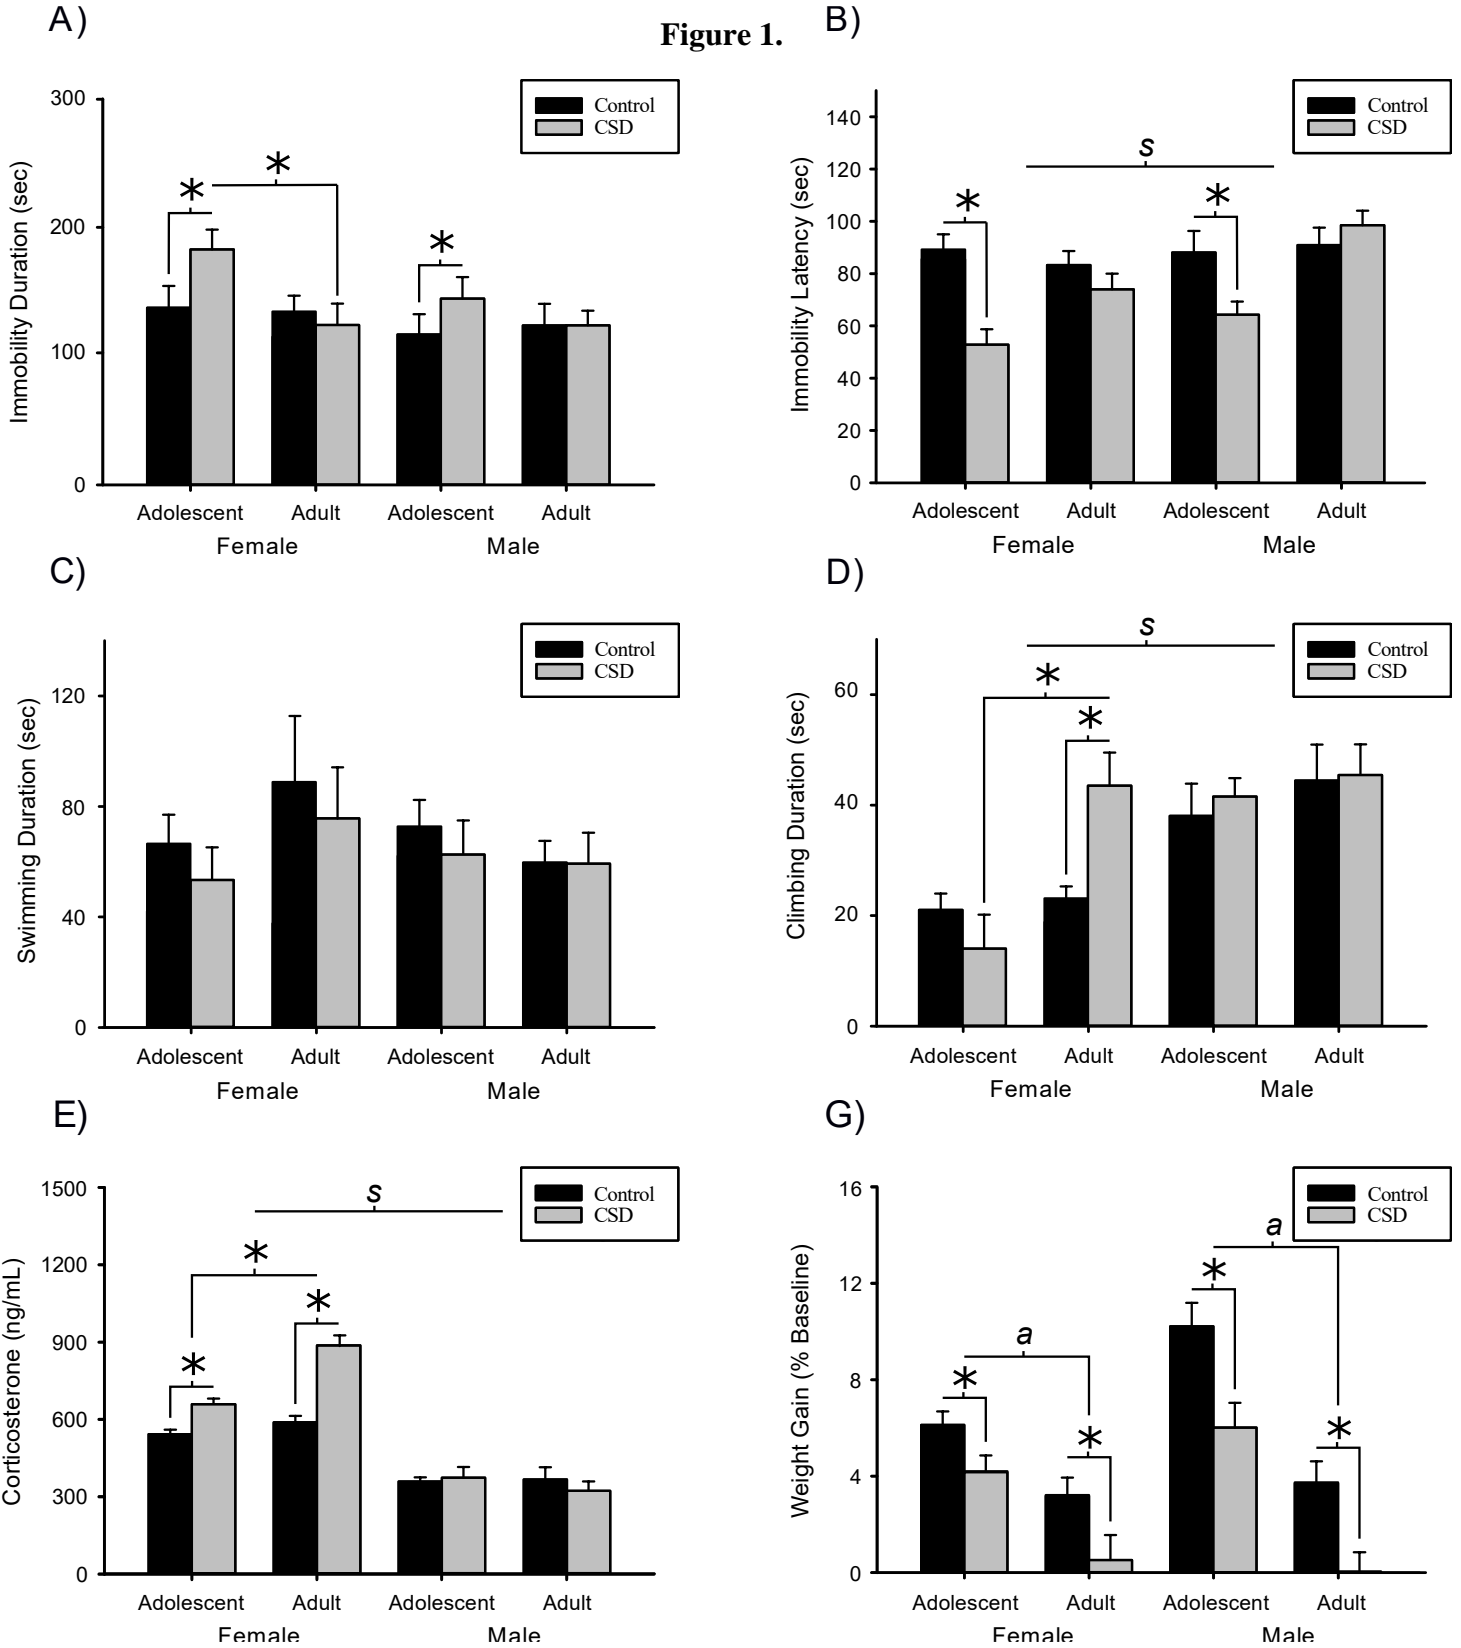 Figure 1.
A)
Control
CSD
Immobility Duration (sec)
300
200
100
0
*
*
*
Adolescent Adult Adolescent Adult
Female Male
B)
Control
CSD
Immobility Latency (sec)
140
120
100
80
60
40
20
0
s
*
*
Adolescent Adult Adolescent Adult
Female Male
C)
Control
CSD
Swimming Duration (sec)
120
80
40
0
Adolescent Adult Adolescent Adult
Female Male
D)
Control
CSD
Climbing Duration (sec)
60
40
20
0
s
*
*
Adolescent Adult Adolescent Adult
Female Male
E)
Control
CSD
Corticosterone (ng/mL)
1500
1200
900
600
300
0
s
*
*
*
Adolescent Adult Adolescent Adult
Female Male
G)
Control
CSD
Weight Gain (% Baseline)
16
12
8
4
0
a
*
a
*
*
*
Adolescent Adult Adolescent Adult
Female Male